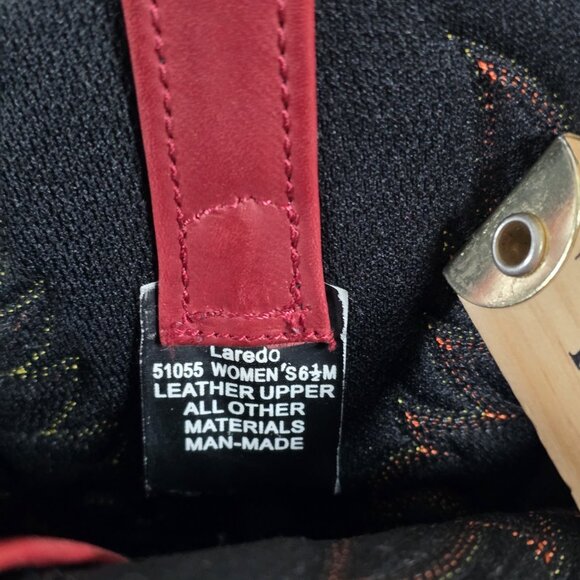 Laredo
51055 WOMEN'S 6½M
LEATHER UPPER
ALL OTHER
MATERIALS
MAN-MADE